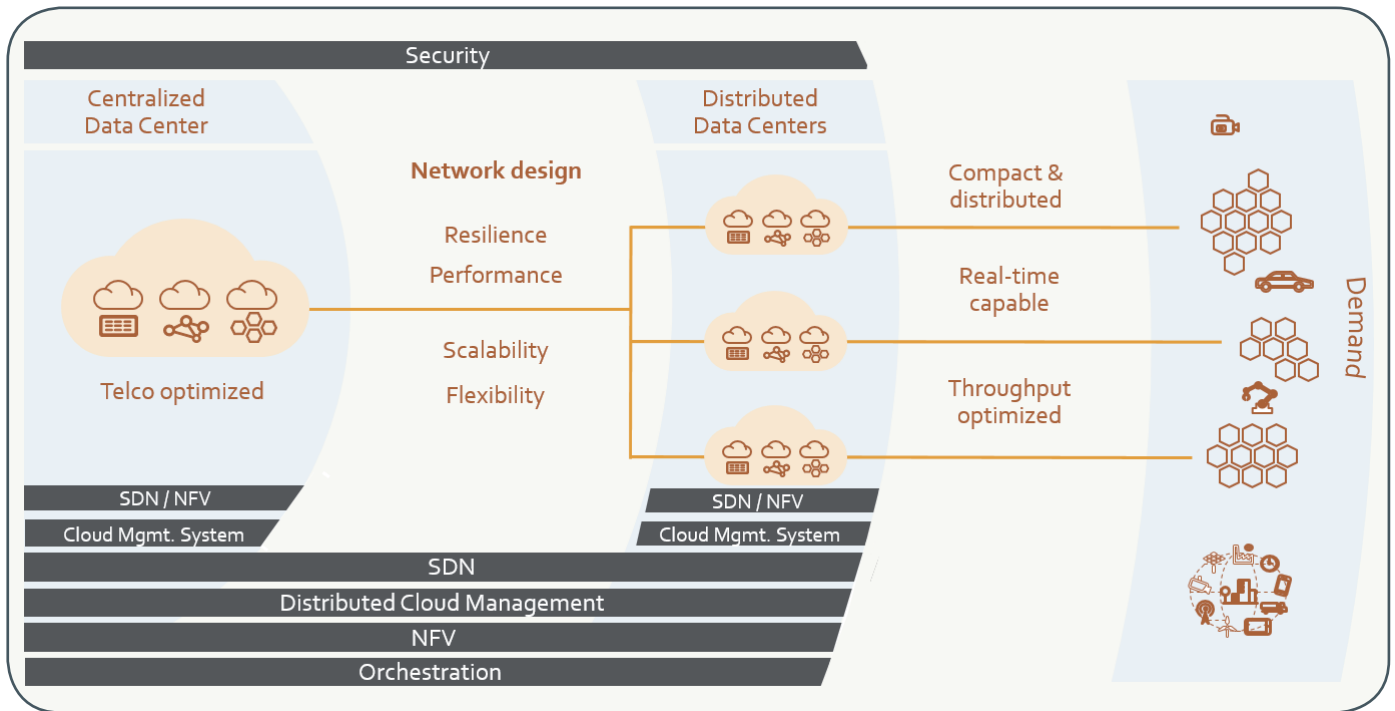 Security
Centralized
Data Center
Distributed
Data Centers
Network design
Resilience
Performance
Scalability
Flexibility
Compact &
distributed
Real-time
capable
Throughput
optimized
Demand
Telco optimized
SDN / NFV
Cloud Mgmt. System
SDN / NFV
Cloud Mgmt. System
SDN
Distributed Cloud Management
NFV
Orchestration